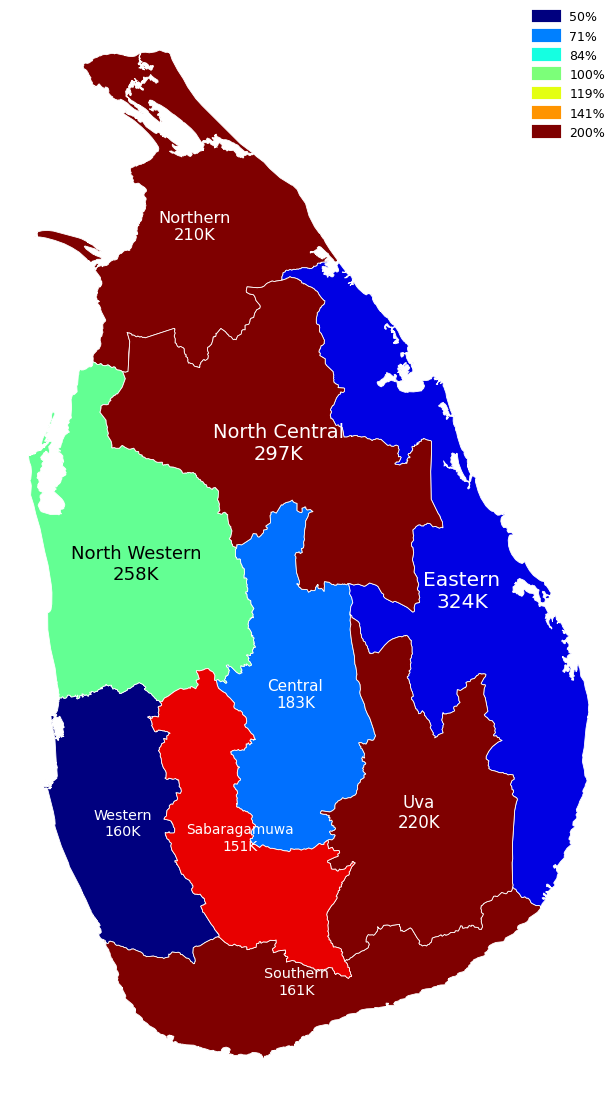 50%
71%
84%
100%
119%
141%
200%
Northern
210K
North Central
297K
North Western
258K
Eastern
324K
Central
183K
Western
160K
Sabaragamuwa
151K
Uva
220K
Southern
161K